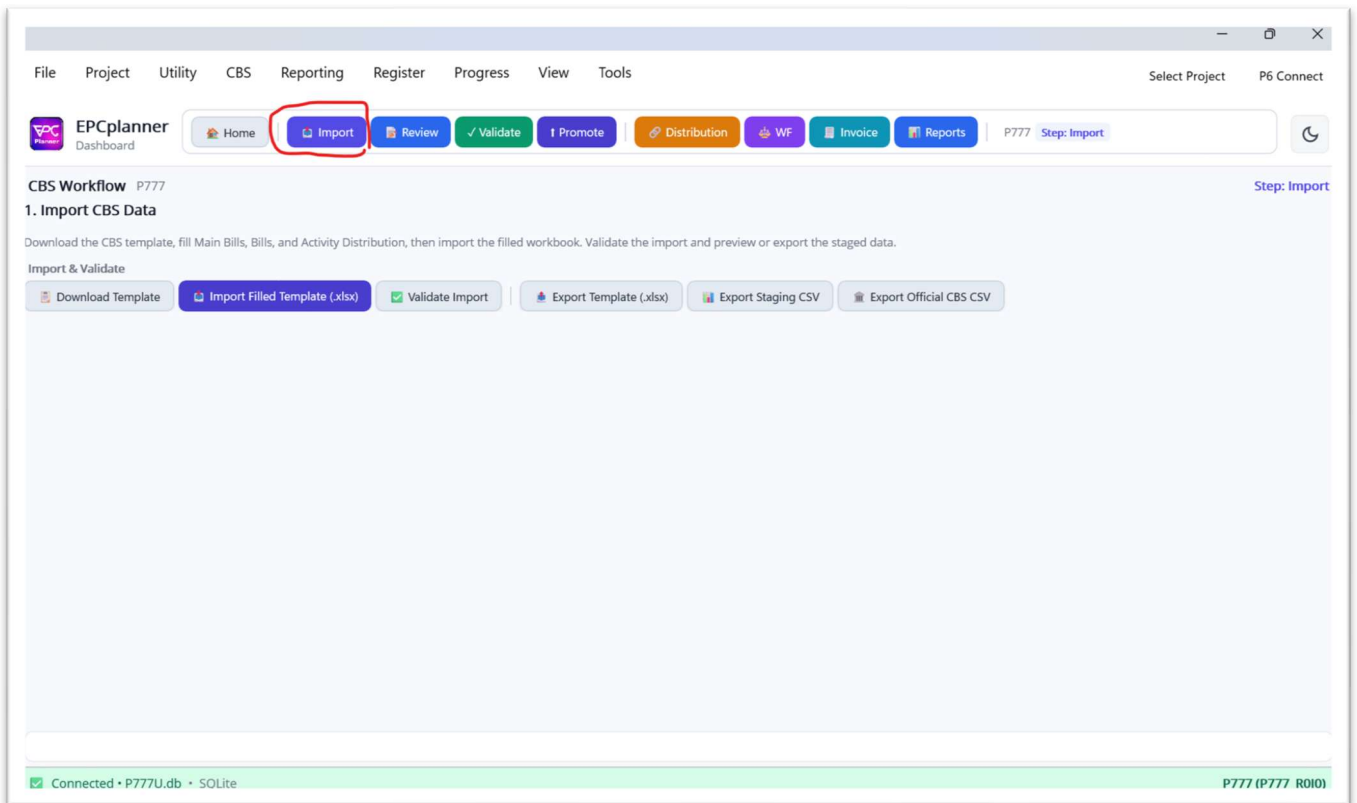 File Project Utility CBS Reporting Register Progress View Tools Select Project P6 Connect
EPC Planner EPCplanner Dashboard Home Import Review ✓ Validate ⬆ Promote Distribution WF Invoice Reports P777 Step: Import
CBS Workflow P777 Step: Import
1. Import CBS Data
Download the CBS template, fill Main Bills, Bills, and Activity Distribution, then import the filled workbook. Validate the import and preview or export the staged data.
Import & Validate
Download Template Import Filled Template (.xlsx) Validate Import Export Template (.xlsx) Export Staging CSV Export Official CBS CSV
Connected • P777U.db • SQLite P777 (P777_R0I0)